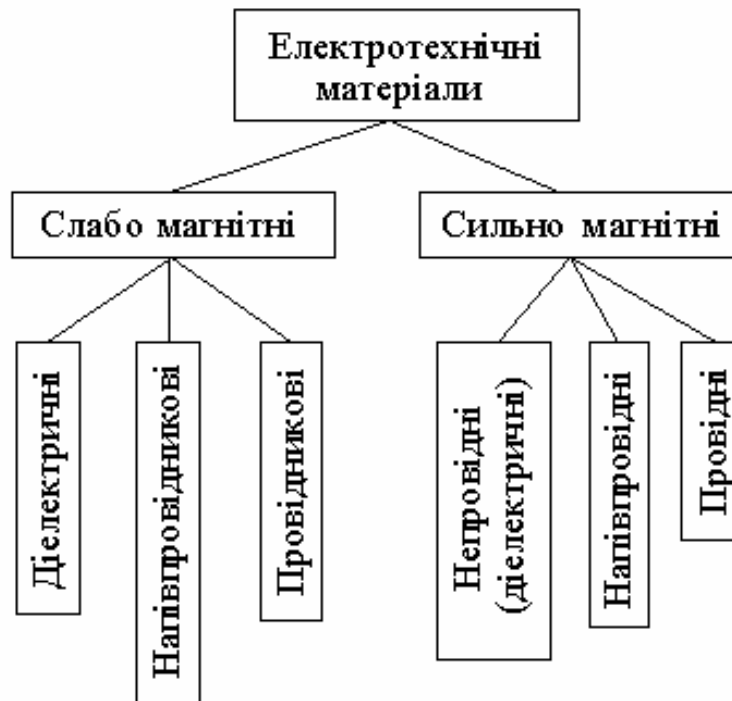 Електротехнічні
матеріали
Слабо магнітні
Сильно магнітні
Діелектричні
Напівпровідникові
Провідникові
Непровідні
(діелектричні)
Напівпровідні
Провідні